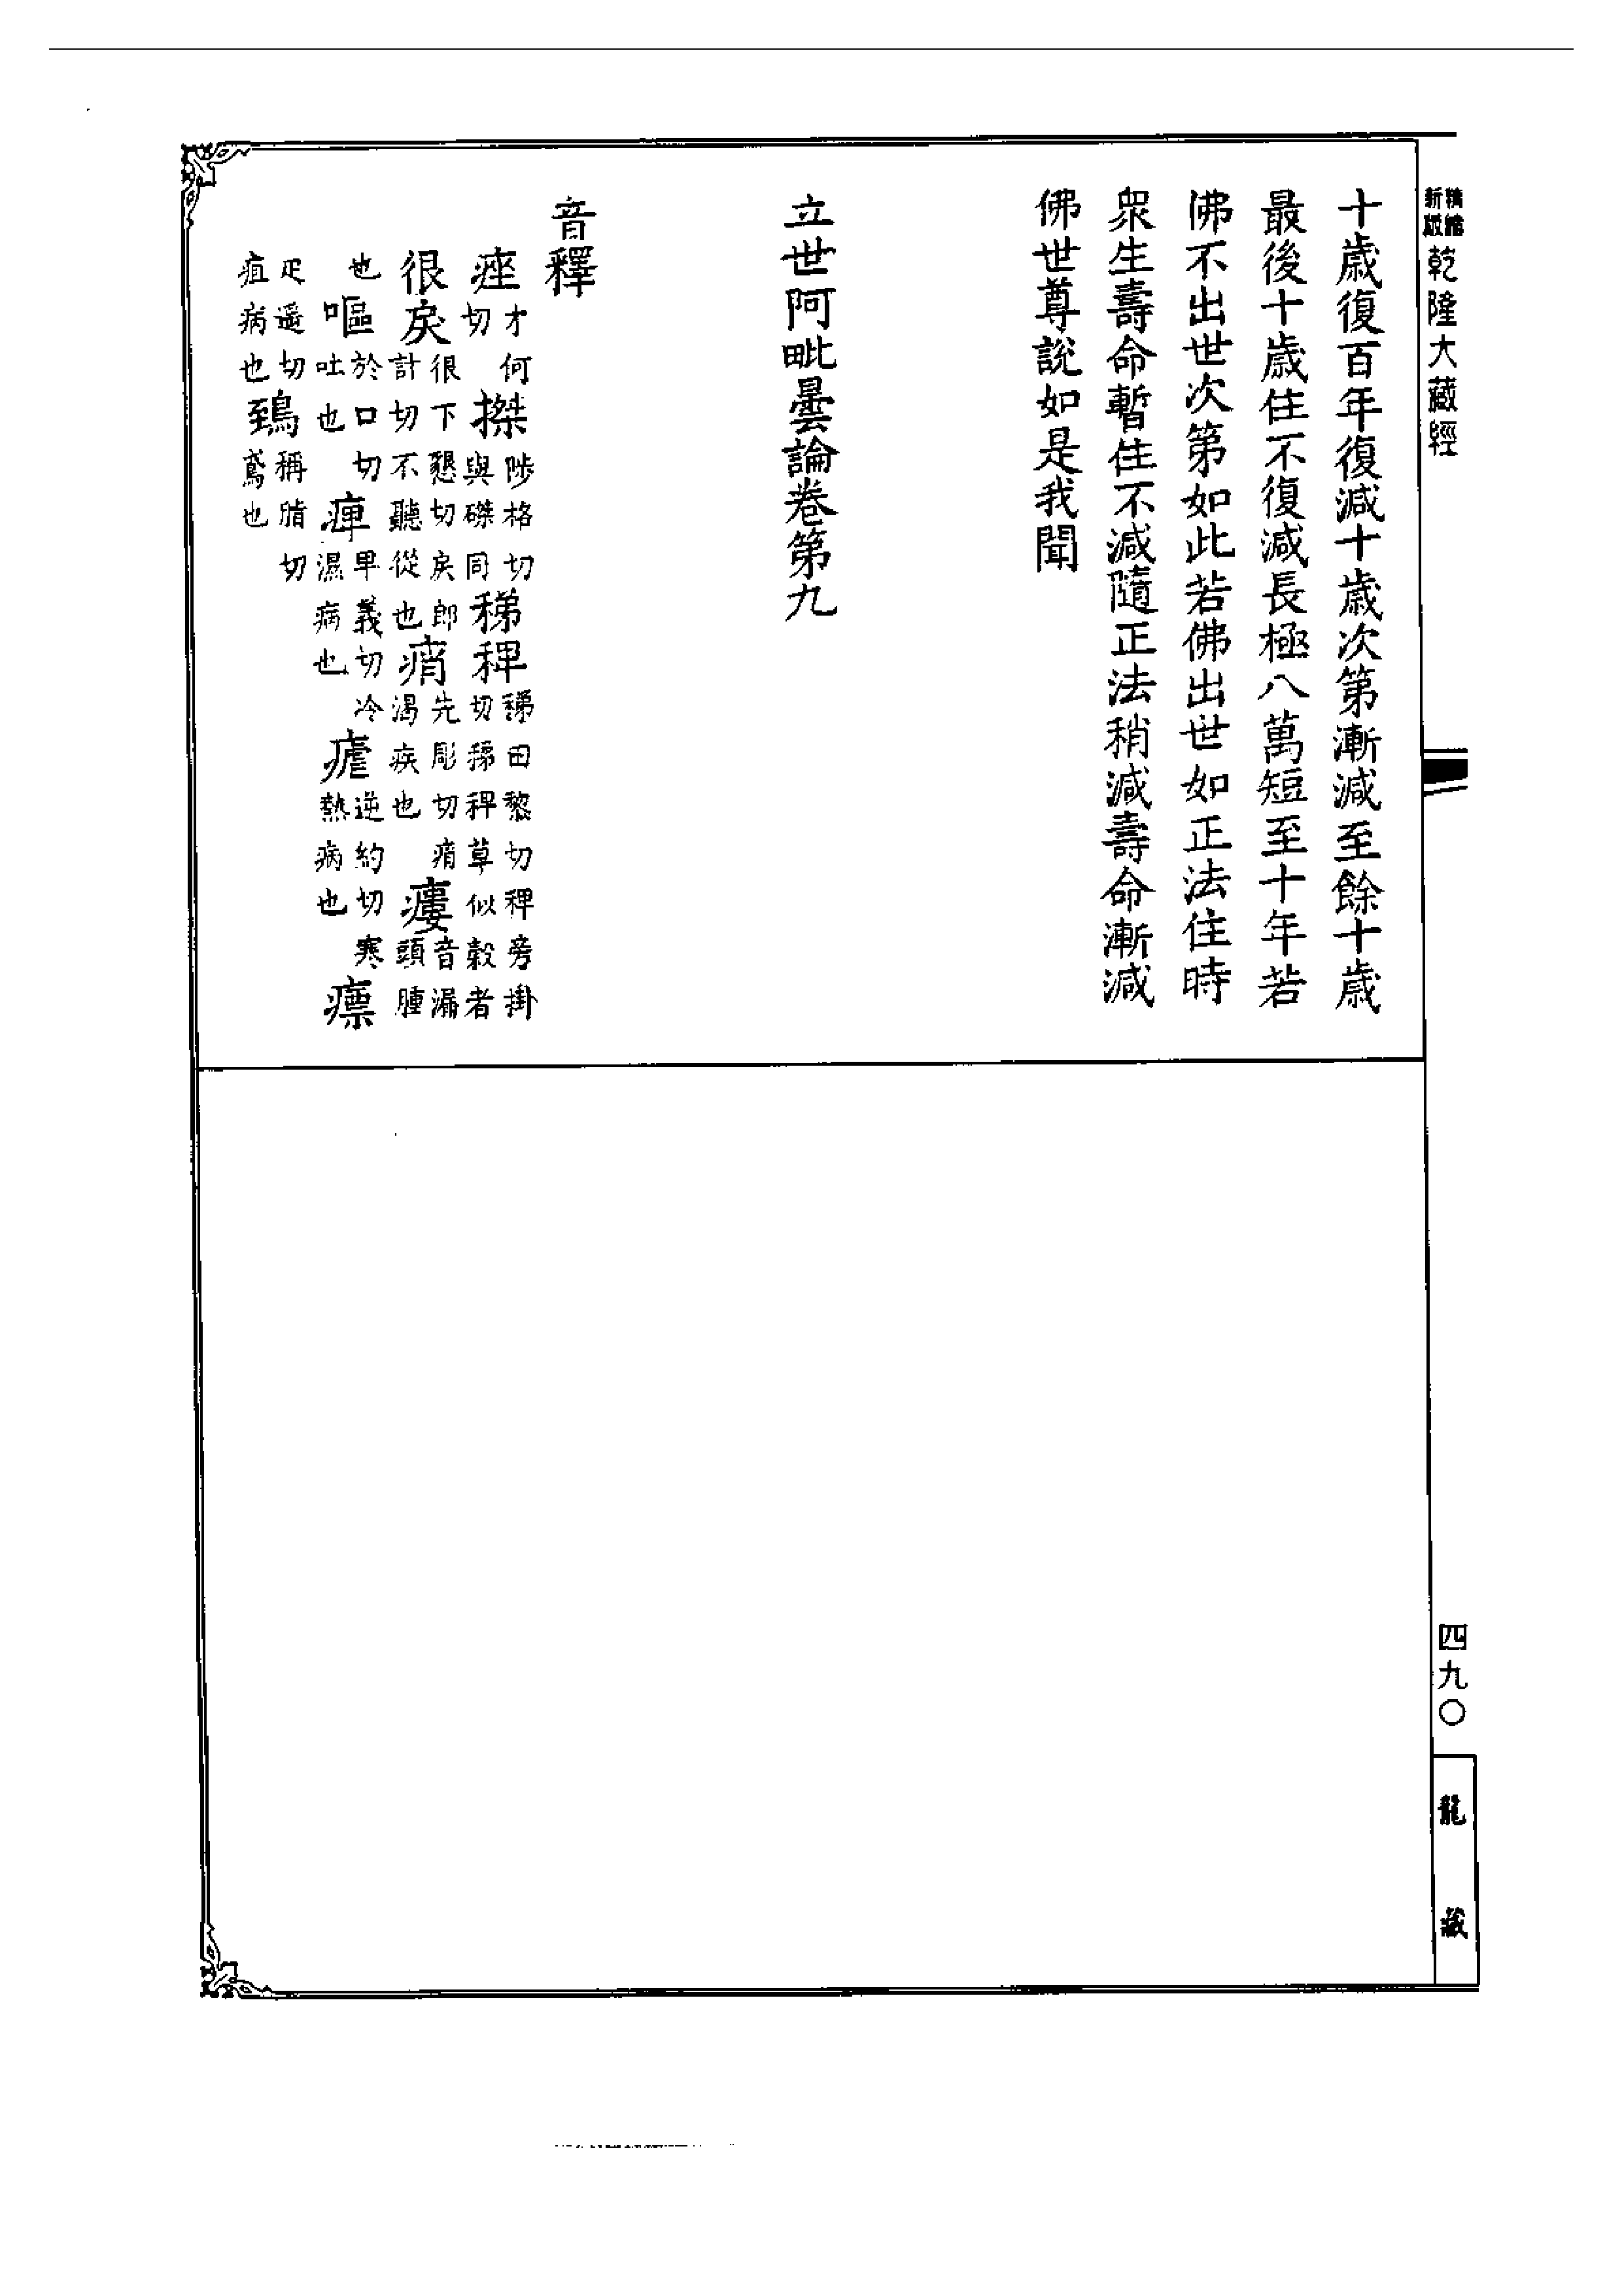 新版精縮
乾隆大藏經
十歲復百年復減十歲次第漸減至餘十歲
最後十歲住不復減長極八萬短至十年若
佛不出世次第如此若佛出世如正法住時
衆生壽命暫住不減隨正法稍減壽命漸減
佛世尊說如是我聞
立世阿毗曇論卷第九
音釋
痤才何切 搩陟格切與磔同 稊稗稊田黎切稗旁掛切稊稗草似穀者
很戾很下懇切戾郎計切不聽從也 痟先彫切痟渴疾也 瘻音漏頸腫
也 嘔於口切吐也 痺卑義切冷濕病也 瘧逆約切寒熱病也 瘭
疋遥切疽病也 鵄稱脂切鳶也
四九〇
龍藏